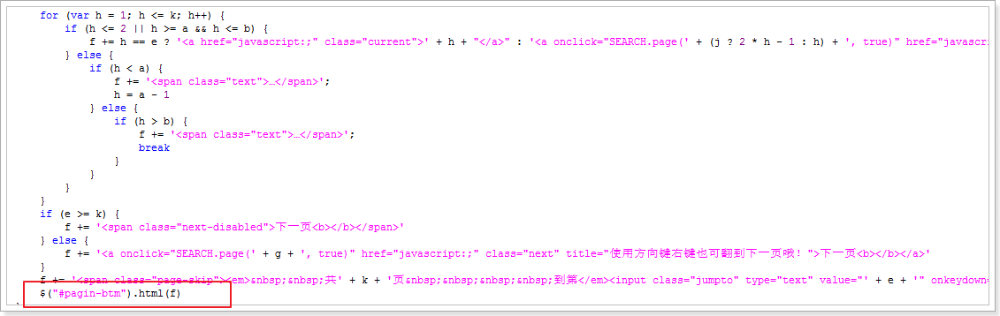 for (var h = 1; h <= k; h++) {
if (h <= 2 || h >= a && h <= b) {
f += h == e ? '<a href="javascript:;" class="current">' + h + "</a>" : '<a onclick="SEARCH.page(' + (j ? 2 * h - 1 : h) + ', true)" href="javascri
} else {
if (h < a) {
f += '<span class="text">…</span>';
h = a - 1
} else {
if (h > b) {
f += '<span class="text">…</span>';
break
}
}
}
}
if (e >= k) {
f += '<span class="next-disabled">下一页<b></b></span>'
} else {
f += '<a onclick="SEARCH.page(' + g + ', true)" href="javascript:;" class="next" title="使用方向键右键也可翻到下一页哦！">下一页<b></b></a>'
}
f += '<span class="page-skip"><em>&nbsp;&nbsp;共' + k + '页&nbsp;&nbsp;&nbsp;&nbsp;到第</em><input class="jumpto" type="text" value="' + e + '" onkeydown=
$("#pagin-btm").html(f)